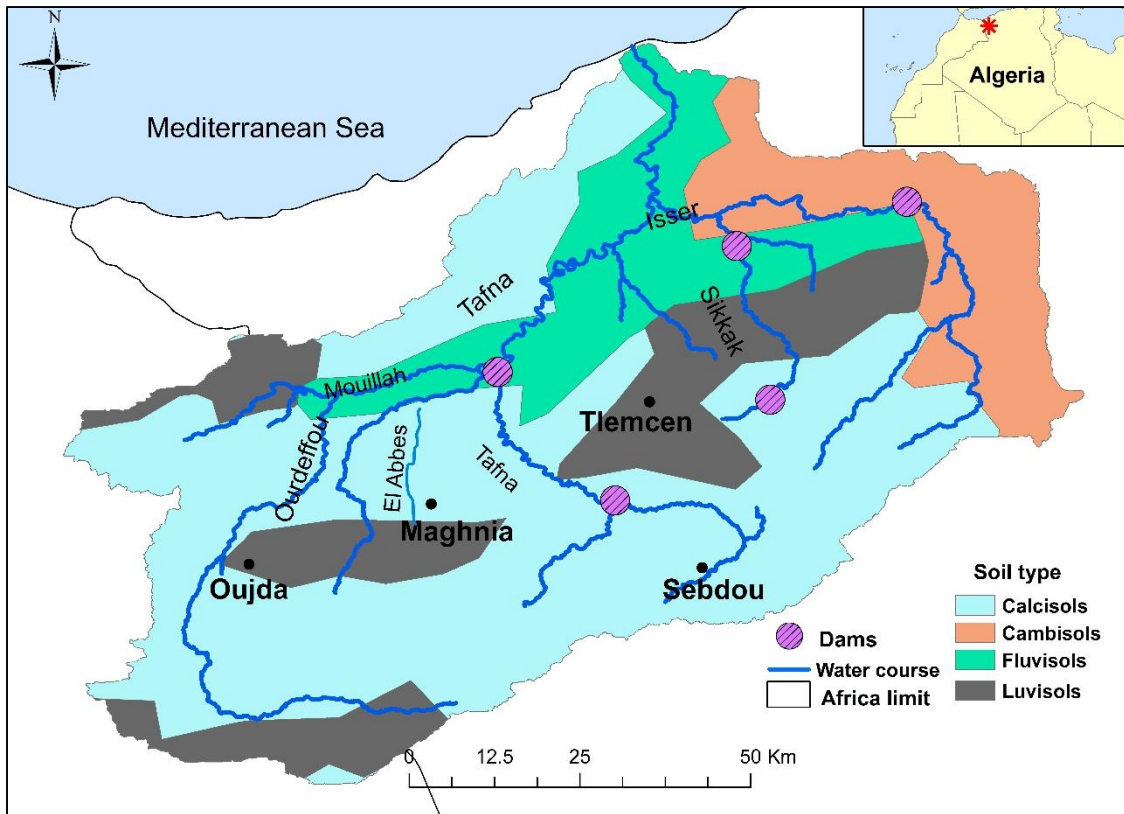 N
Mediterranean Sea
Algeria
Isser
Tafna
Sikkak
Mouillah
Tlemcen
Ourdeffou
El Abbes
Tafna
Maghnia
Oujda
Sebdou
Soil type
Calcisols
Cambisols
Fluvisols
Luvisols
Dams
Water course
Africa limit
0 12.5 25 50 Km